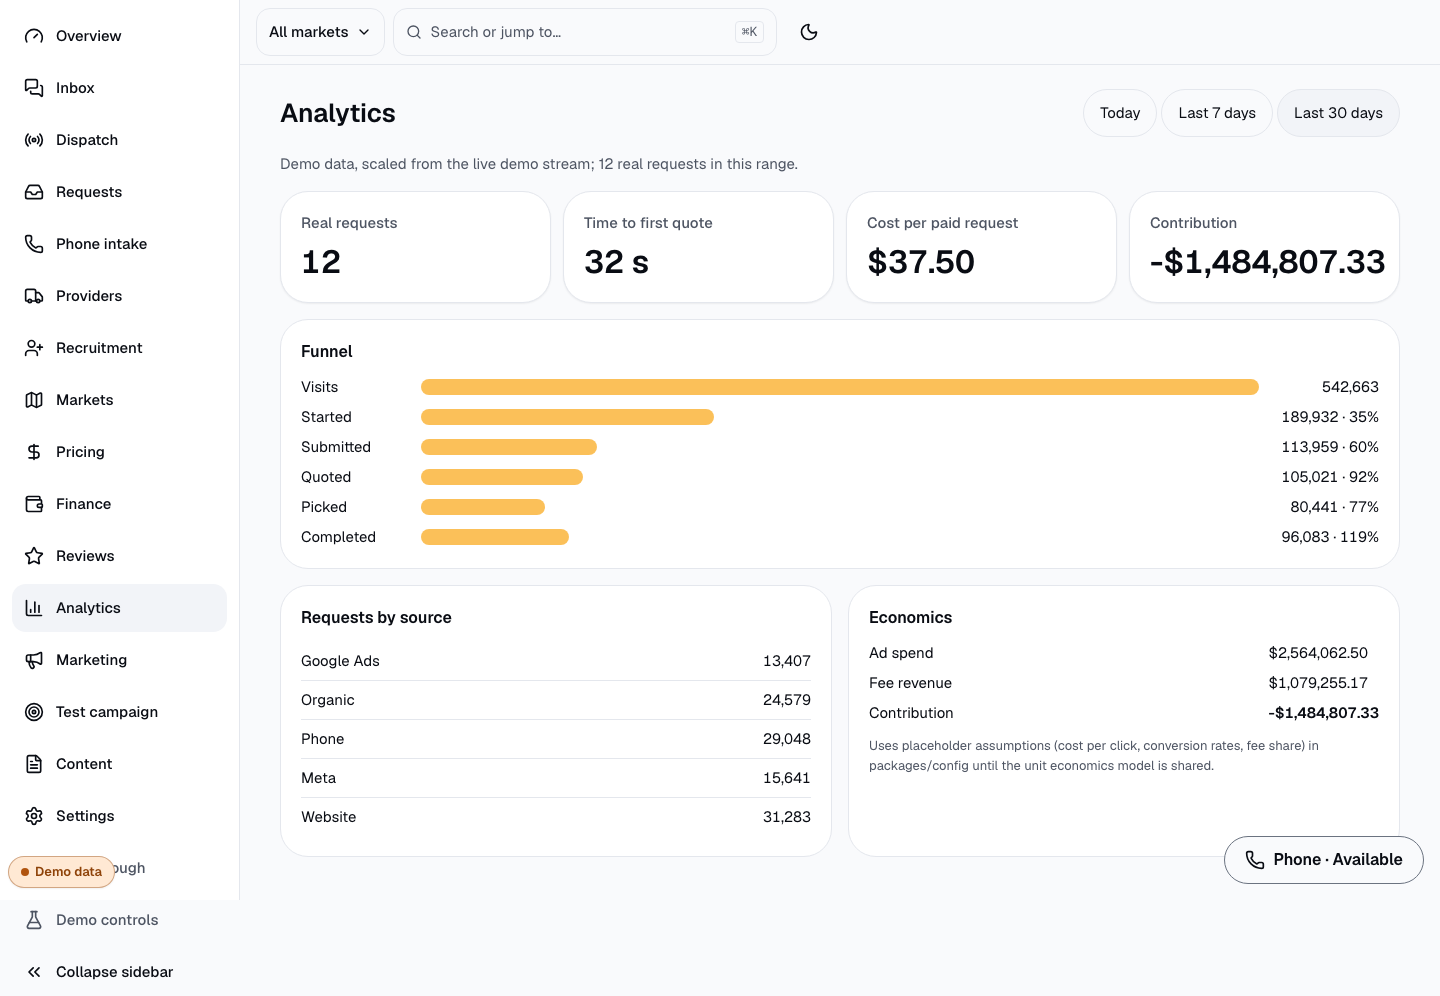 Overview
Inbox
Dispatch
Requests
Phone intake
Providers
Recruitment
Markets
Pricing
Finance
Reviews
Analytics
Marketing
Test campaign
Content
Settings
Demo data
ough
Demo controls
Collapse sidebar
All markets
Search or jump to...
⌘K
Analytics
Today
Last 7 days
Last 30 days
Demo data, scaled from the live demo stream; 12 real requests in this range.
Real requests
12
Time to first quote
32 s
Cost per paid request
$37.50
Contribution
-$1,484,807.33
Funnel
Visits 542,663
Started 189,932 · 35%
Submitted 113,959 · 60%
Quoted 105,021 · 92%
Picked 80,441 · 77%
Completed 96,083 · 119%
Requests by source
Google Ads 13,407
Organic 24,579
Phone 29,048
Meta 15,641
Website 31,283
Economics
Ad spend $2,564,062.50
Fee revenue $1,079,255.17
Contribution -$1,484,807.33
Uses placeholder assumptions (cost per click, conversion rates, fee share) in
packages/config until the unit economics model is shared.
Phone · Available